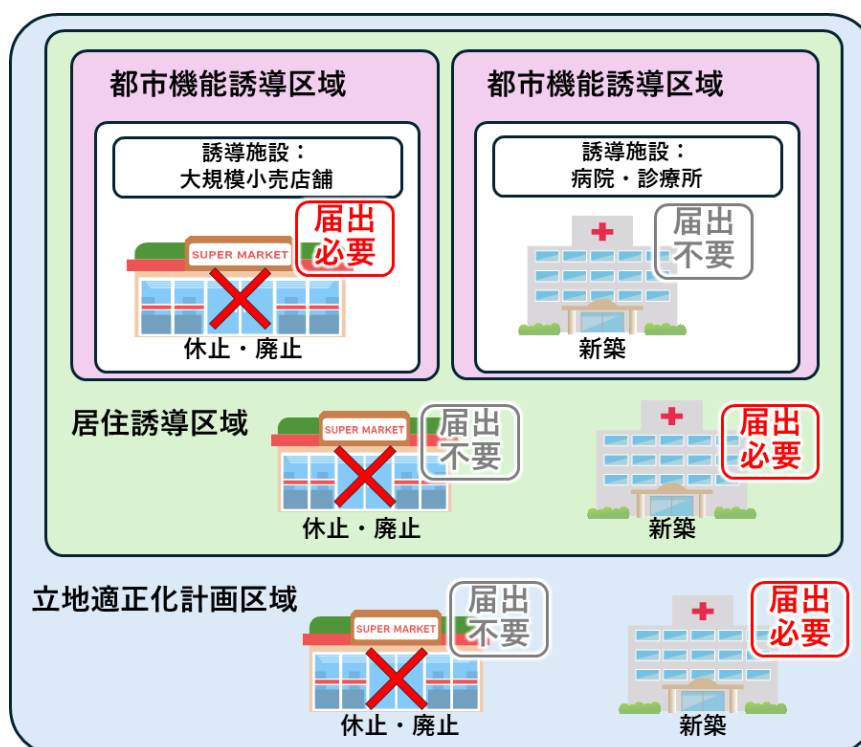 都市機能誘導区域
誘導施設：
大規模小売店舗
届出
必要
SUPER MARKET
休止・廃止
都市機能誘導区域
誘導施設：
病院・診療所
届出
不要
新築
居住誘導区域
SUPER MARKET
届出
不要
休止・廃止
届出
必要
新築
立地適正化計画区域
SUPER MARKET
届出
不要
休止・廃止
届出
必要
新築